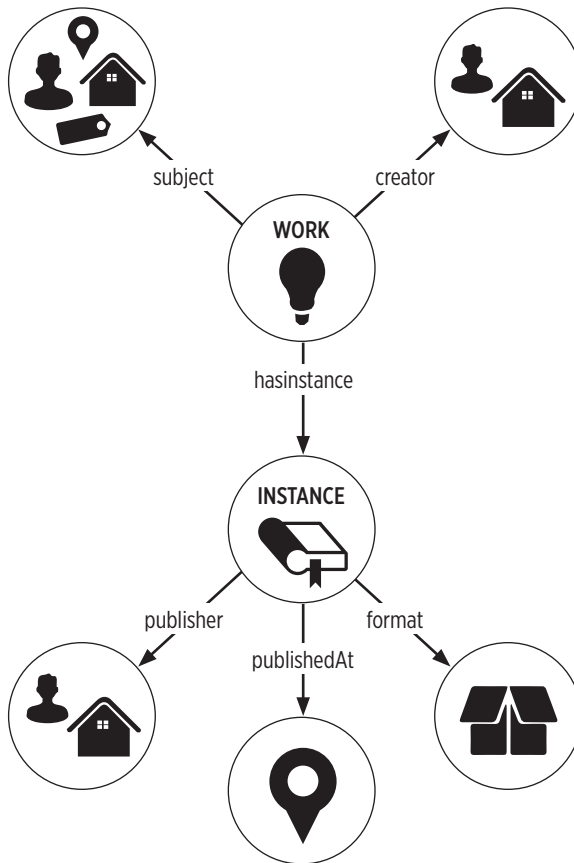 subject
creator
WORK
hasinstance
INSTANCE
publisher
format
publishedAt